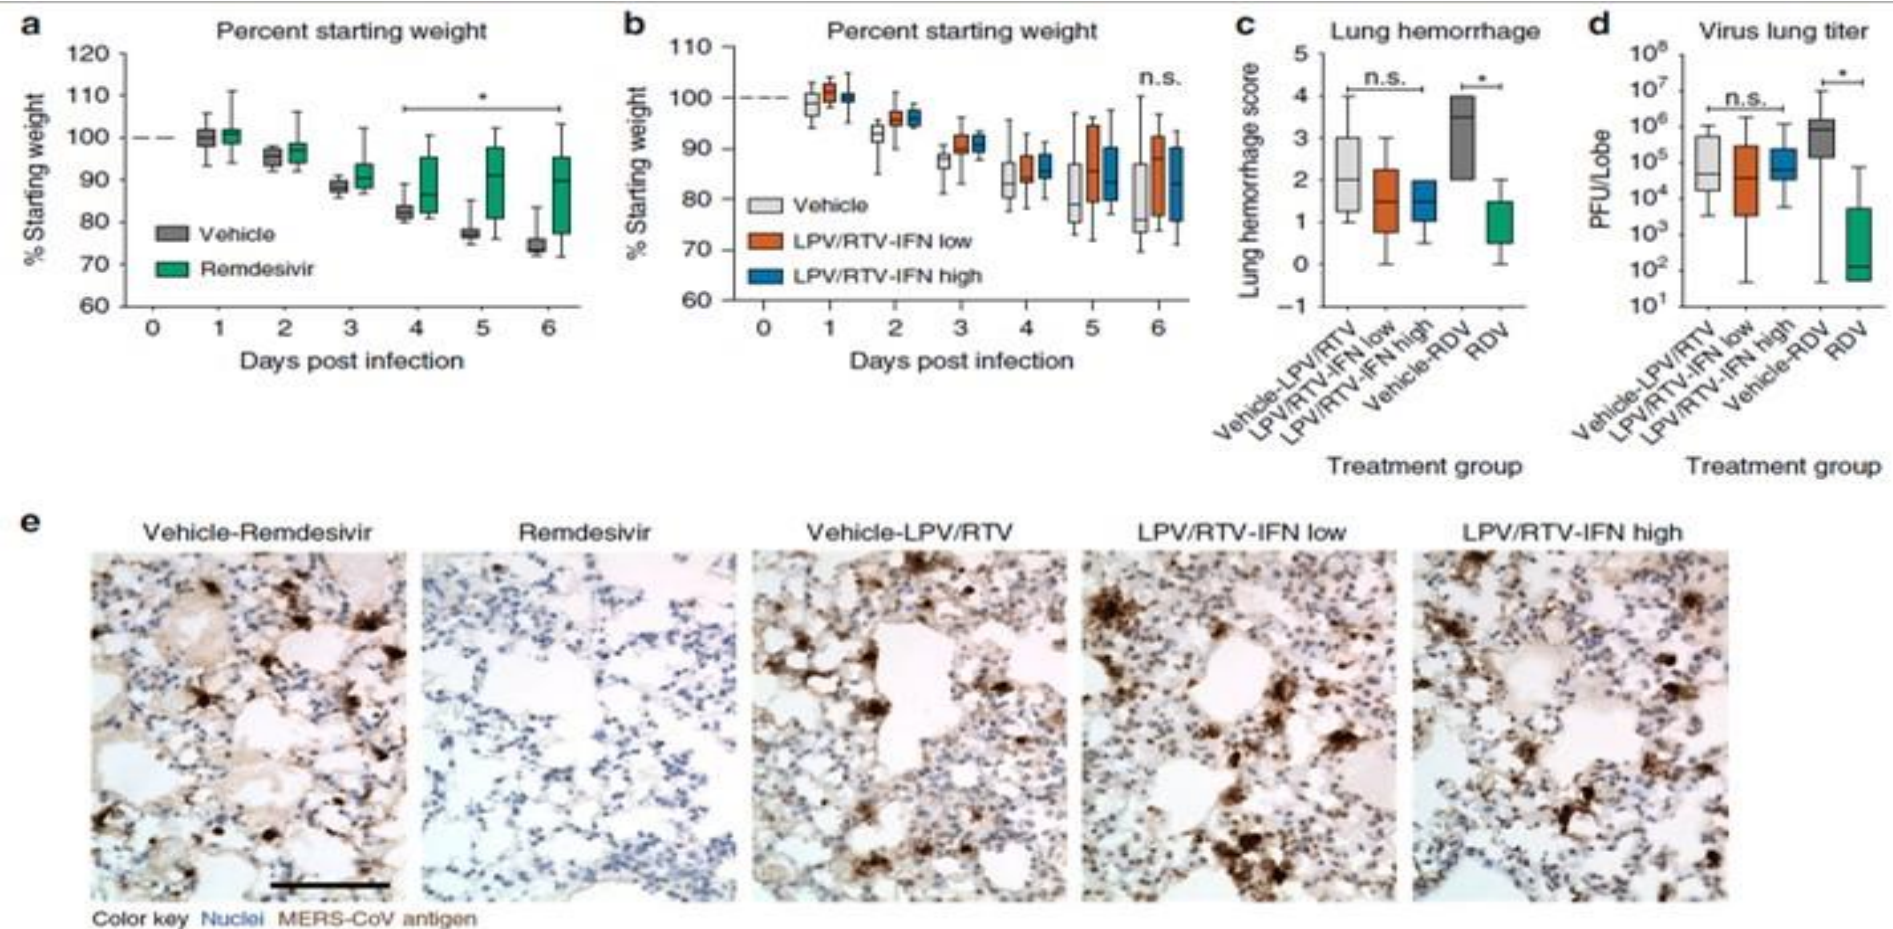 a
Percent starting weight
% Starting weight
120
110
100
90
80
70
60
*
Vehicle
Remdesivir
0 1 2 3 4 5 6
Days post infection
b
Percent starting weight
% Starting weight
110
100
90
80
70
60
n.s.
Vehicle
LPV/RTV-IFN low
LPV/RTV-IFN high
0 1 2 3 4 5 6
Days post infection
c
Lung hemorrhage
Lung hemorrhage score
5
4
3
2
1
0
−1
n.s.
*
Vehicle-LPV/RTV
LPV/RTV-IFN low
LPV/RTV-IFN high
Vehicle-RDV
RDV
Treatment group
d
Virus lung titer
PFU/Lobe
10⁸
10⁷
10⁶
10⁵
10⁴
10³
10²
10¹
n.s.
*
Vehicle-LPV/RTV
LPV/RTV-IFN low
LPV/RTV-IFN high
Vehicle-RDV
RDV
Treatment group
e
Vehicle-Remdesivir
Remdesivir
Vehicle-LPV/RTV
LPV/RTV-IFN low
LPV/RTV-IFN high
Color key Nuclei MERS-CoV antigen